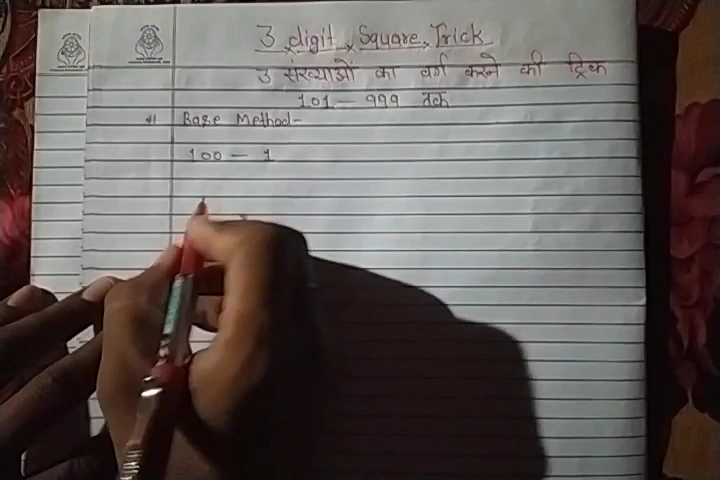 3 digit Square Trick
3 संख्याओं का वर्ग करने की ट्रिक
101 - 999 तक
Base Method-
100 - 1